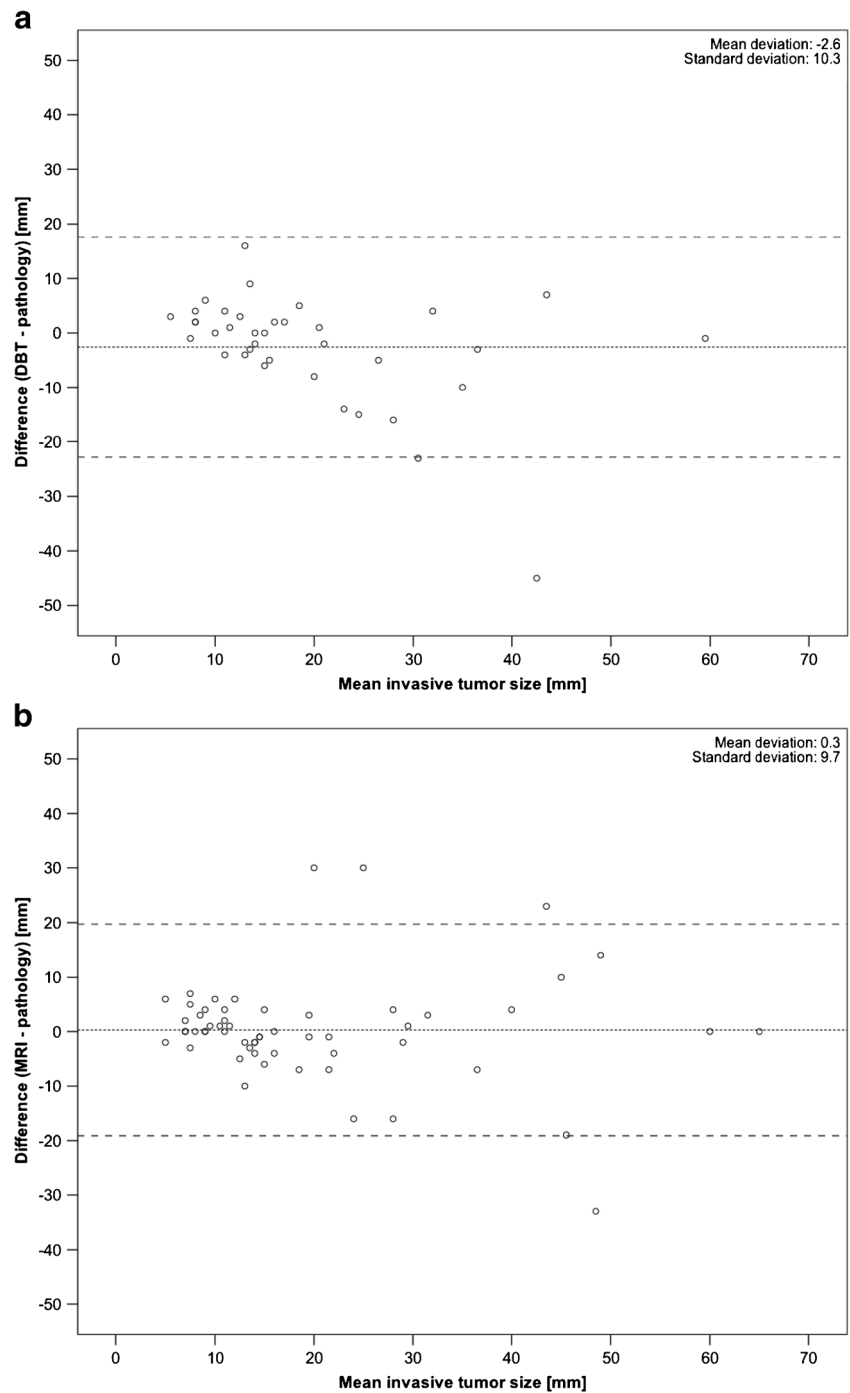 a
Mean deviation: -2.6
Standard deviation: 10.3
Difference (DBT - pathology) [mm]
50
40
30
20
10
0
-10
-20
-30
-40
-50
0 10 20 30 40 50 60 70
Mean invasive tumor size [mm]
b
Mean deviation: 0.3
Standard deviation: 9.7
Difference (MRI - pathology) [mm]
50
40
30
20
10
0
-10
-20
-30
-40
-50
0 10 20 30 40 50 60 70
Mean invasive tumor size [mm]